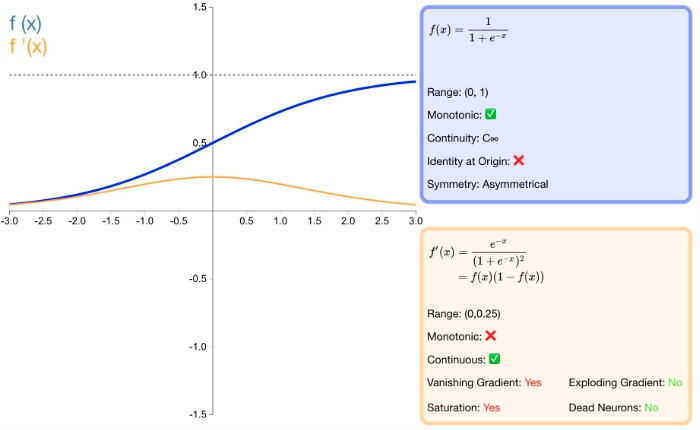 f (x)
f '(x)
1.5
1.0
0.5
-3.0 -2.5 -2.0 -1.5 -1.0 -0.5 0.5 1.0 1.5 2.0 2.5 3.0
-0.5
-1.0
-1.5
f(x) = 1 / (1 + e^{-x})
Range: (0, 1)
Monotonic: ✅
Continuity: C∞
Identity at Origin: ❌
Symmetry: Asymmetrical
f'(x) = e^{-x} / (1 + e^{-x})^2
= f(x)(1 − f(x))
Range: (0,0.25)
Monotonic: ❌
Continuous: ✅
Vanishing Gradient: Yes Exploding Gradient: No
Saturation: Yes Dead Neurons: No